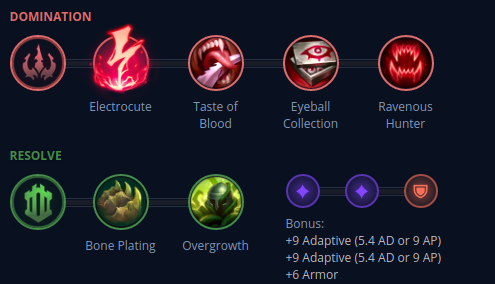 DOMINATION
Electrocute
Taste of
Blood
Eyeball
Collection
Ravenous
Hunter
RESOLVE
Bone Plating
Overgrowth
Bonus:
+9 Adaptive (5.4 AD or 9 AP)
+9 Adaptive (5.4 AD or 9 AP)
+6 Armor